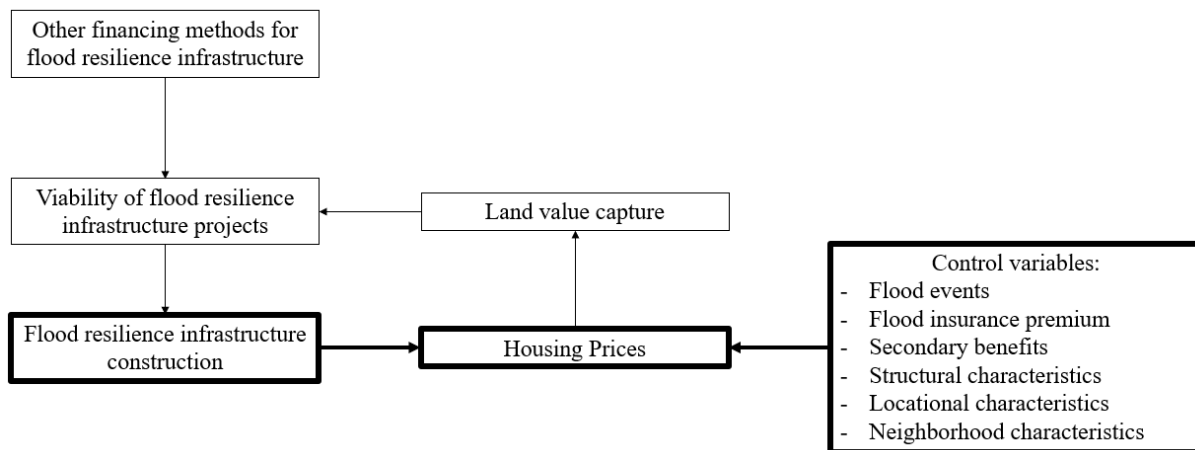 Other financing methods for
flood resilience infrastructure
Viability of flood resilience
infrastructure projects
Land value capture
Flood resilience infrastructure
construction
Housing Prices
Control variables:
- Flood events
- Flood insurance premium
- Secondary benefits
- Structural characteristics
- Locational characteristics
- Neighborhood characteristics